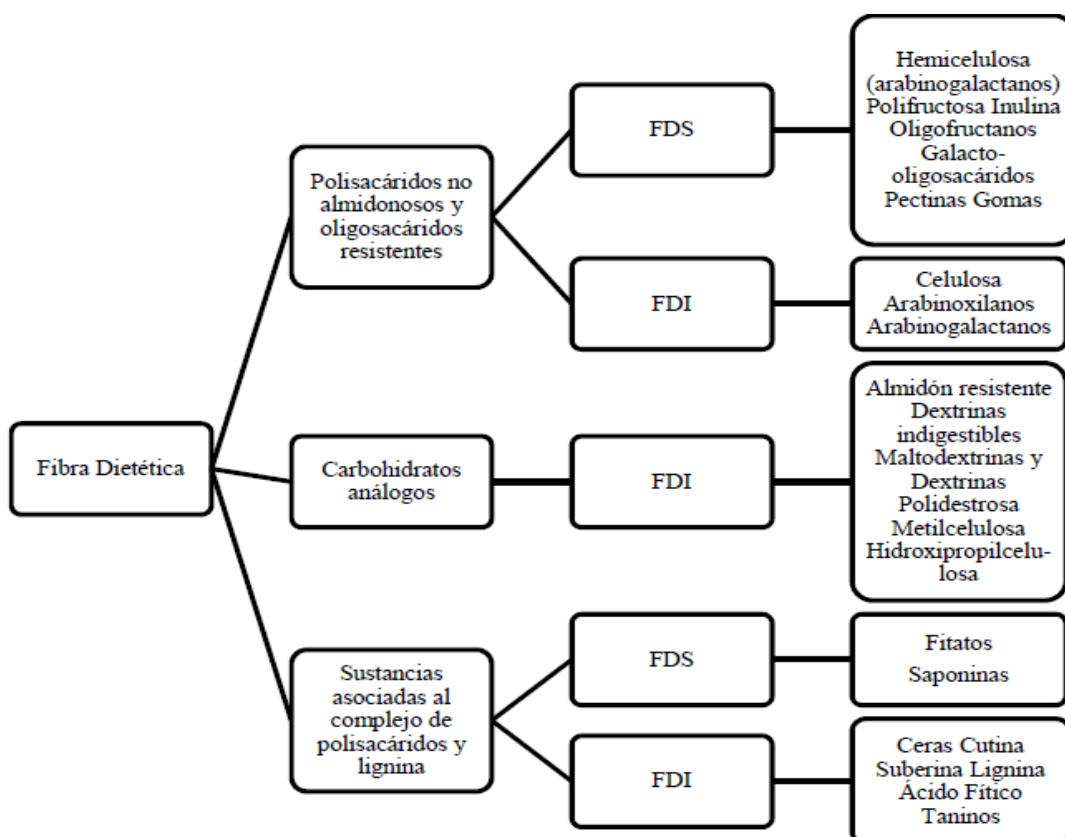 Fibra Dietética
Polisacáridos no
almidonosos y
oligosacáridos
resistentes
FDS
Hemicelulosa
(arabinogalactanos)
Polifructosa Inulina
Oligofructanos
Galacto-
oligosacáridos
Pectinas Gomas
FDI
Celulosa
Arabinoxilanos
Arabinogalactanos
Carbohidratos
análogos
FDI
Almidón resistente
Dextrinas
indigestibles
Maltodextrinas y
Dextrinas
Polidestrosa
Metilcelulosa
Hidroxipropilcelu-
losa
Sustancias
asociadas al
complejo de
polisacáridos y
lignina
FDS
Fitatos
Saponinas
FDI
Ceras Cutina
Suberina Lignina
Ácido Fítico
Taninos